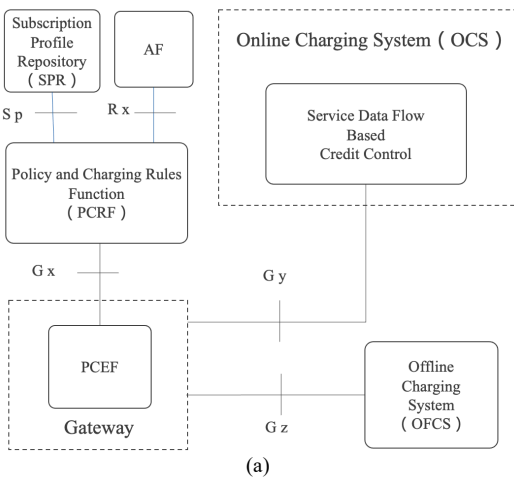 Subscription
Profile
Repository
( SPR )
AF
Online Charging System ( OCS )
Service Data Flow
Based
Credit Control
S p
R x
Policy and Charging Rules
Function
( PCRF )
G x
G y
PCEF
Gateway
Offline
Charging
System
( OFCS )
G z
(a)